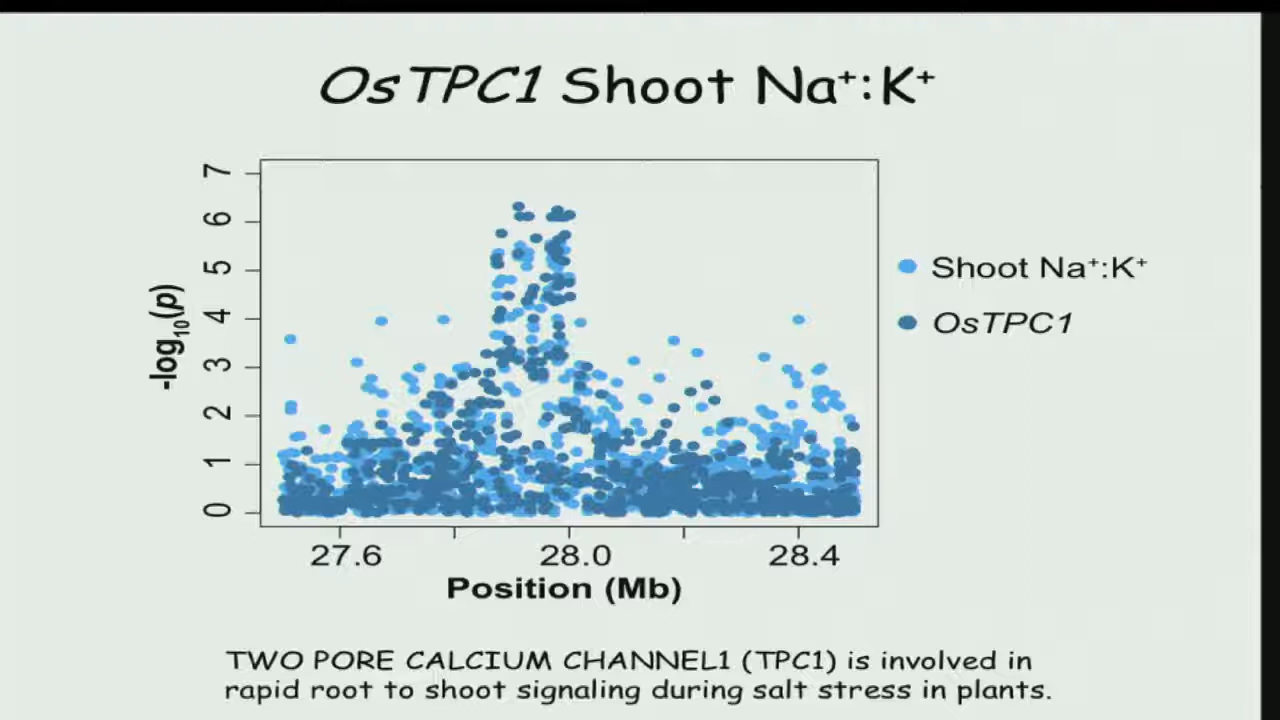 OsTPC1 Shoot Na⁺:K⁺
7
6
5
4
3
2
1
0
-log₁₀(p)
27.6 28.0 28.4
Position (Mb)
Shoot Na⁺:K⁺
OsTPC1
TWO PORE CALCIUM CHANNEL1 (TPC1) is involved in
rapid root to shoot signaling during salt stress in plants.